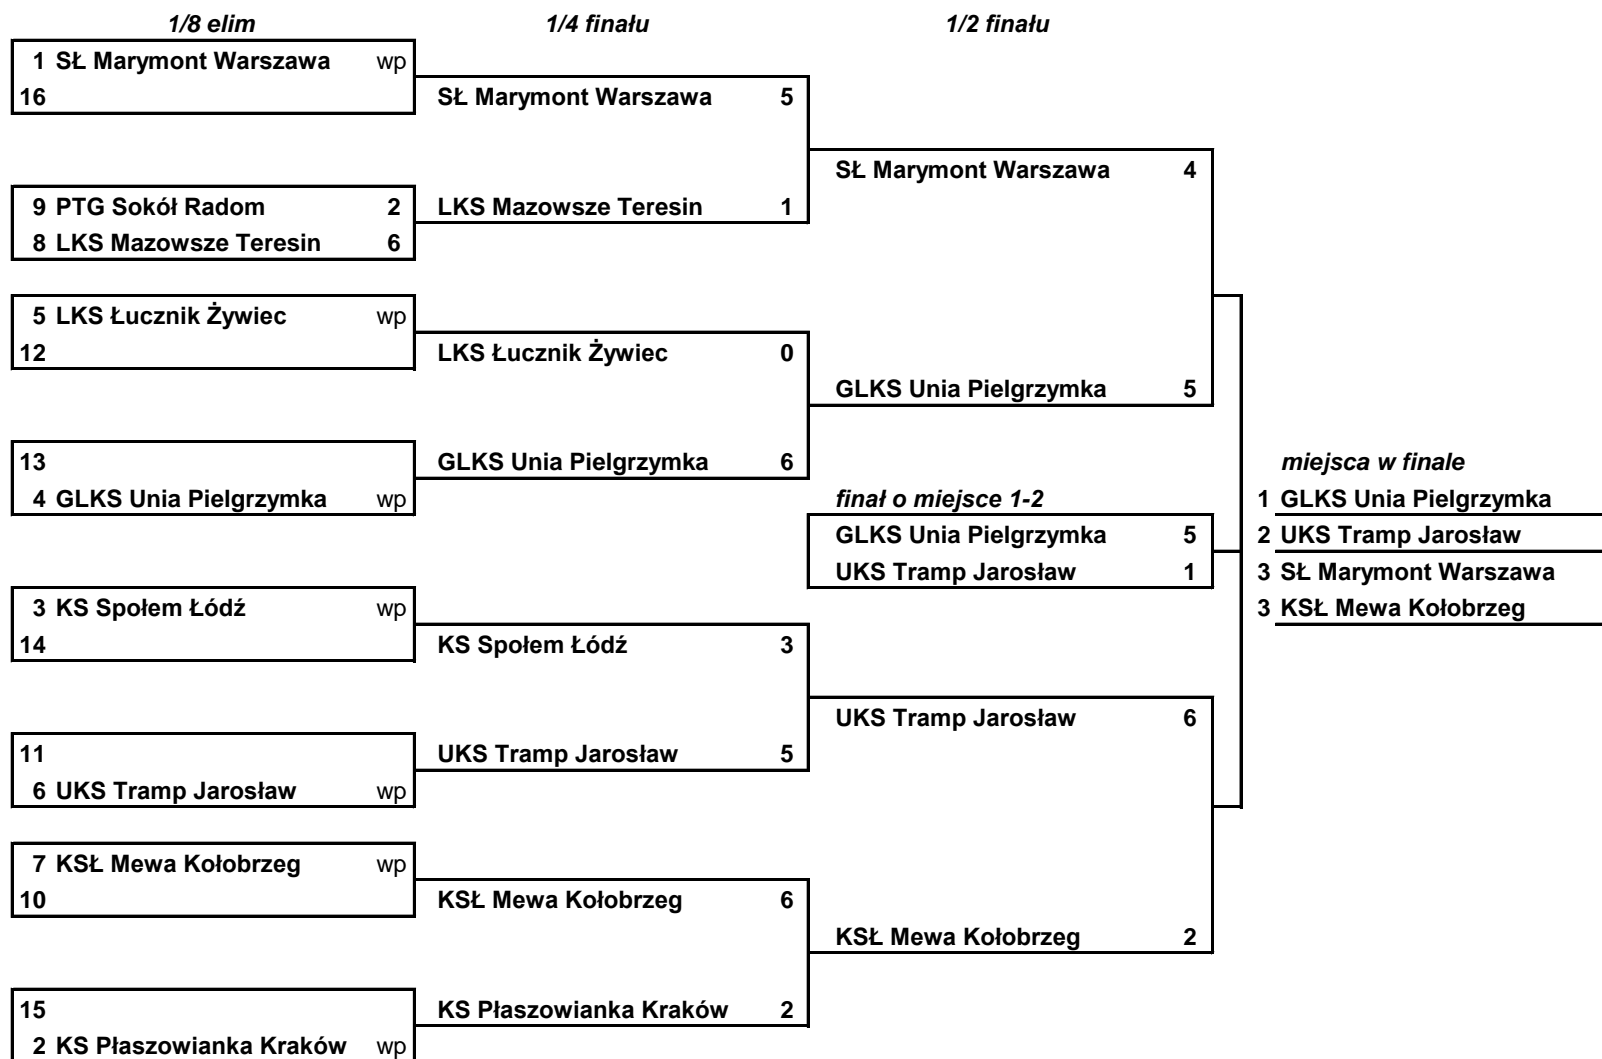 1/8 elim 1/4 finału 1/2 finału
1 SŁ Marymont Warszawa wp
16 SŁ Marymont Warszawa 5
SŁ Marymont Warszawa 4
9 PTG Sokół Radom 2 LKS Mazowsze Teresin 1
8 LKS Mazowsze Teresin 6
5 LKS Łucznik Żywiec wp
12 LKS Łucznik Żywiec 0
GLKS Unia Pielgrzymka 5
13 GLKS Unia Pielgrzymka 6 miejsca w finale
4 GLKS Unia Pielgrzymka wp finał o miejsce 1-2 1 GLKS Unia Pielgrzymka
GLKS Unia Pielgrzymka 5 2 UKS Tramp Jarosław
UKS Tramp Jarosław 1 3 SŁ Marymont Warszawa
3 KS Społem Łódź wp 3 KSŁ Mewa Kołobrzeg
14 KS Społem Łódź 3
UKS Tramp Jarosław 6
11 UKS Tramp Jarosław 5
6 UKS Tramp Jarosław wp
7 KSŁ Mewa Kołobrzeg wp
10 KSŁ Mewa Kołobrzeg 6
KSŁ Mewa Kołobrzeg 2
15 KS Płaszowianka Kraków 2
2 KS Płaszowianka Kraków wp